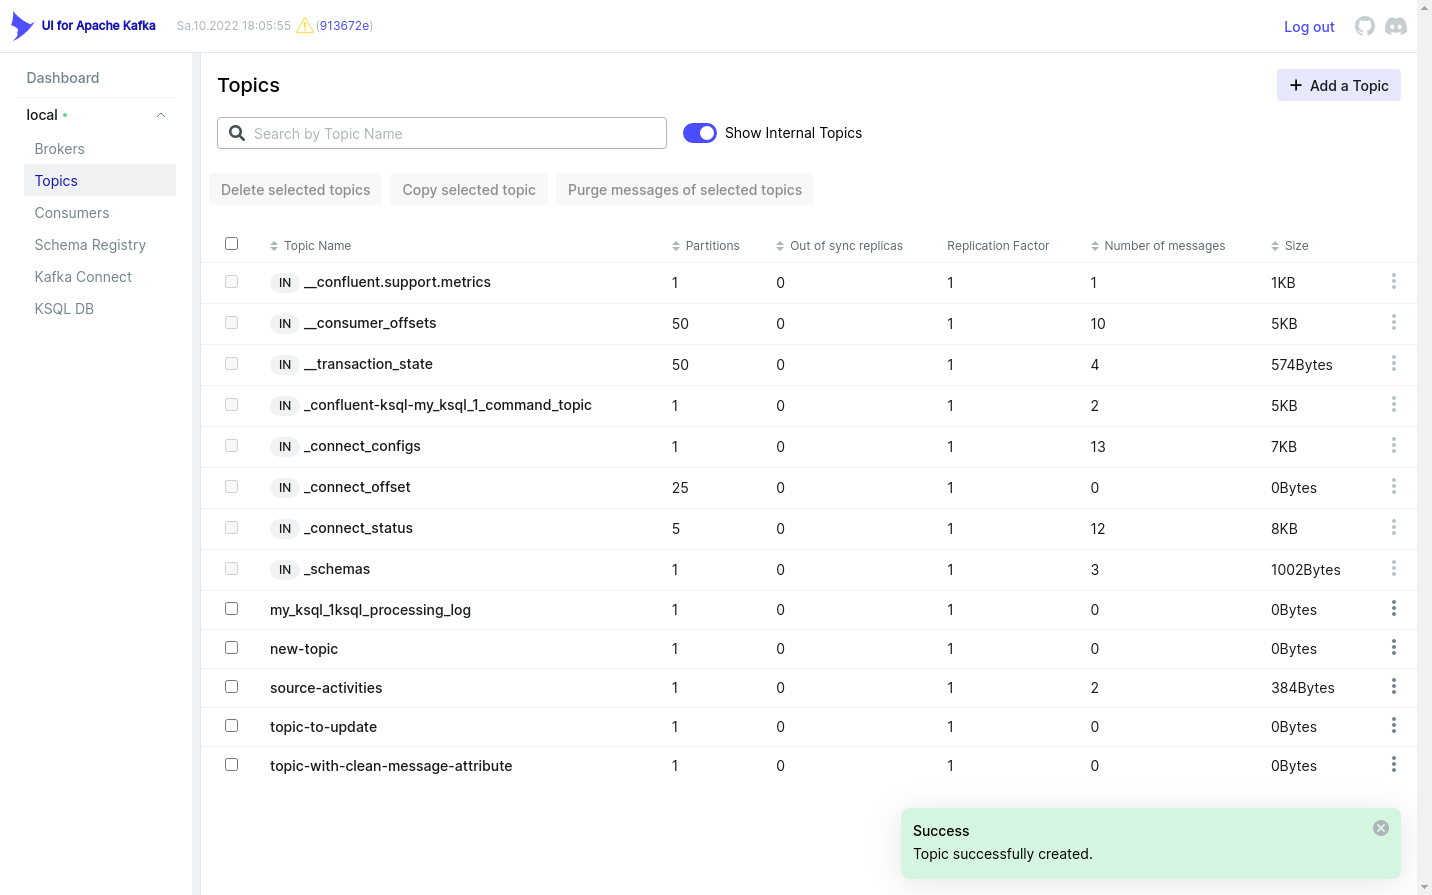 UI for Apache Kafka Sa.10.2022 18:05:55 (913672e) Log out
Dashboard
local
Brokers
Topics
Consumers
Schema Registry
Kafka Connect
KSQL DB
Topics
Add a Topic
Search by Topic Name Show Internal Topics
Delete selected topics Copy selected topic Purge messages of selected topics
Topic Name Partitions Out of sync replicas Replication Factor Number of messages Size
IN __confluent.support.metrics 1 0 1 1 1KB
IN __consumer_offsets 50 0 1 10 5KB
IN __transaction_state 50 0 1 4 574Bytes
IN _confluent-ksql-my_ksql_1_command_topic 1 0 1 2 5KB
IN _connect_configs 1 0 1 13 7KB
IN _connect_offset 25 0 1 0 0Bytes
IN _connect_status 5 0 1 12 8KB
IN _schemas 1 0 1 3 1002Bytes
my_ksql_1ksql_processing_log 1 0 1 0 0Bytes
new-topic 1 0 1 0 0Bytes
source-activities 1 0 1 2 384Bytes
topic-to-update 1 0 1 0 0Bytes
topic-with-clean-message-attribute 1 0 1 0 0Bytes
Success
Topic successfully created.